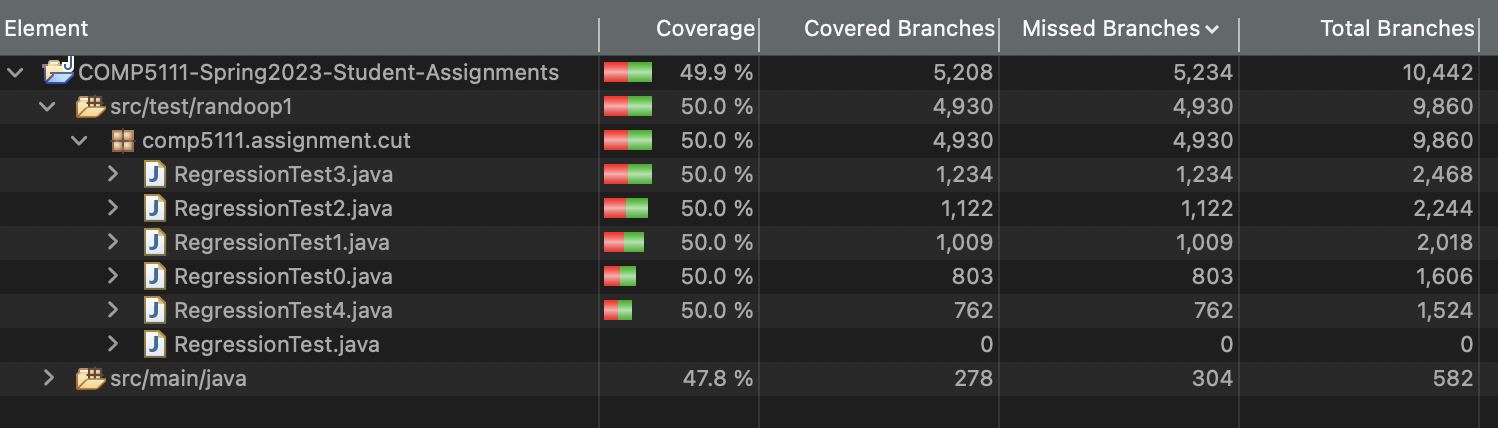 Element Coverage Covered Branches Missed Branches Total Branches
COMP5111-Spring2023-Student-Assignments 49.9 % 5,208 5,234 10,442
src/test/randoop1 50.0 % 4,930 4,930 9,860
comp5111.assignment.cut 50.0 % 4,930 4,930 9,860
RegressionTest3.java 50.0 % 1,234 1,234 2,468
RegressionTest2.java 50.0 % 1,122 1,122 2,244
RegressionTest1.java 50.0 % 1,009 1,009 2,018
RegressionTest0.java 50.0 % 803 803 1,606
RegressionTest4.java 50.0 % 762 762 1,524
RegressionTest.java 0 0 0
src/main/java 47.8 % 278 304 582